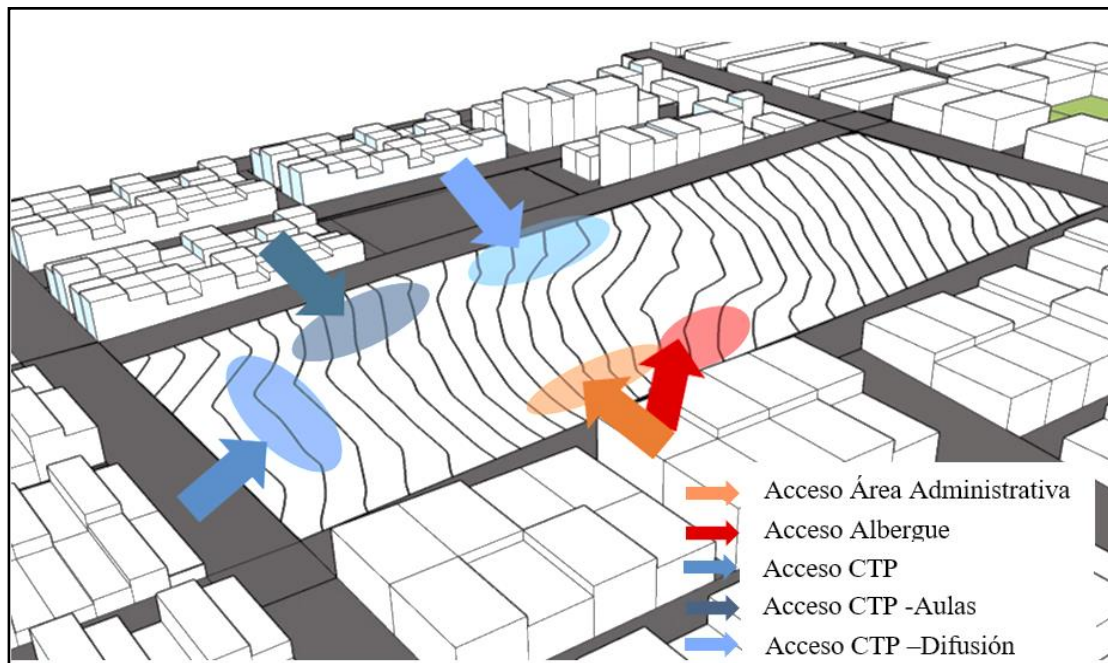 Acceso Área Administrativa
Acceso Albergue
Acceso CTP
Acceso CTP -Aulas
Acceso CTP –Difusión